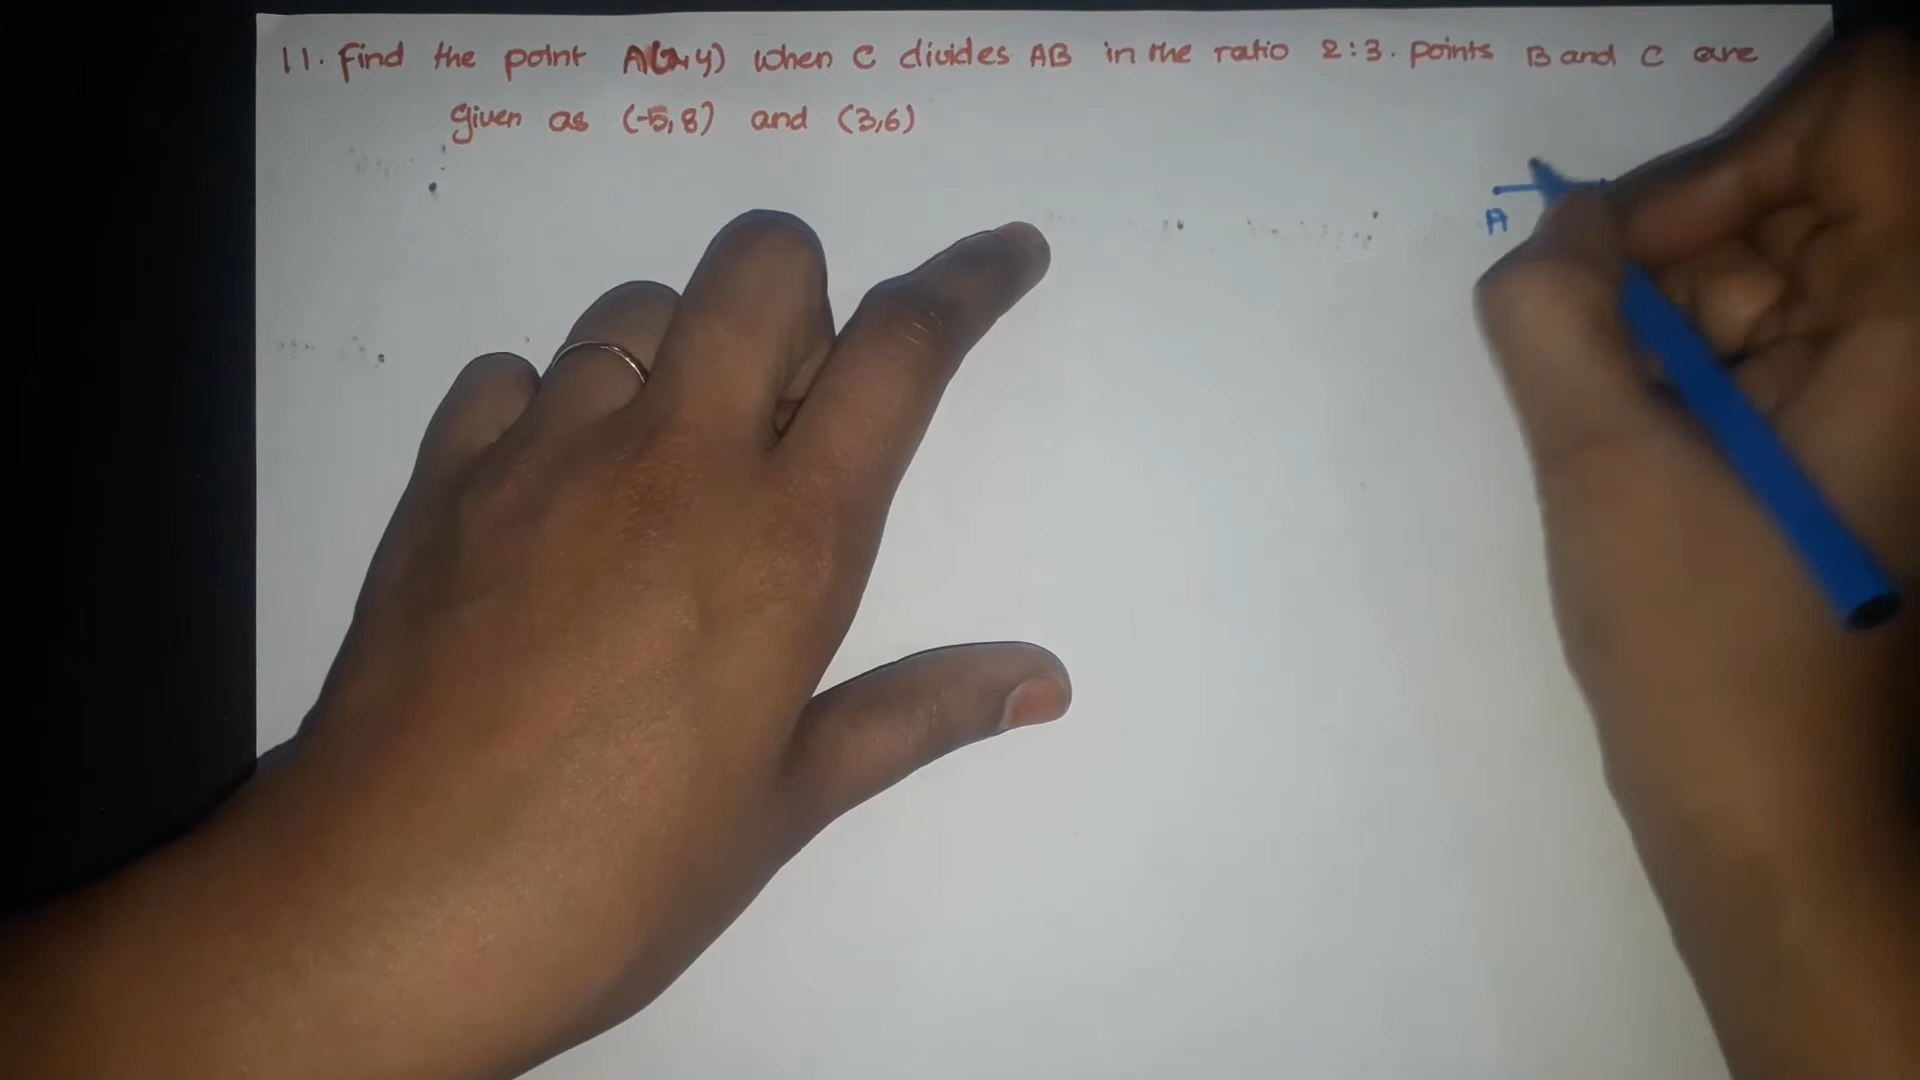 11. Find the point A(x,y) when C divides AB in the ratio 2:3. points B and C are
given as (-5,8) and (3,6)
A